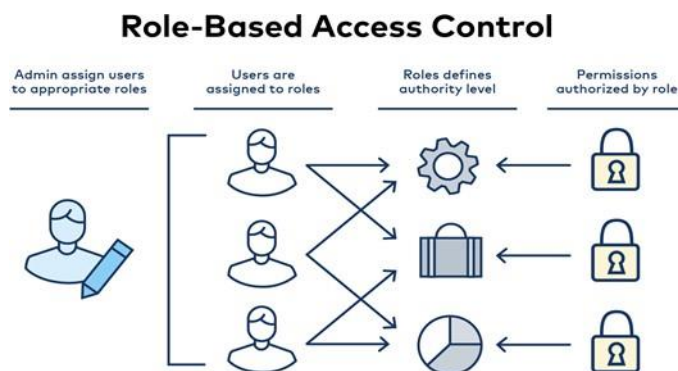 Role-Based Access Control
Admin assign users
to appropriate roles
Users are
assigned to roles
Roles defines
authority level
Permissions
authorized by role